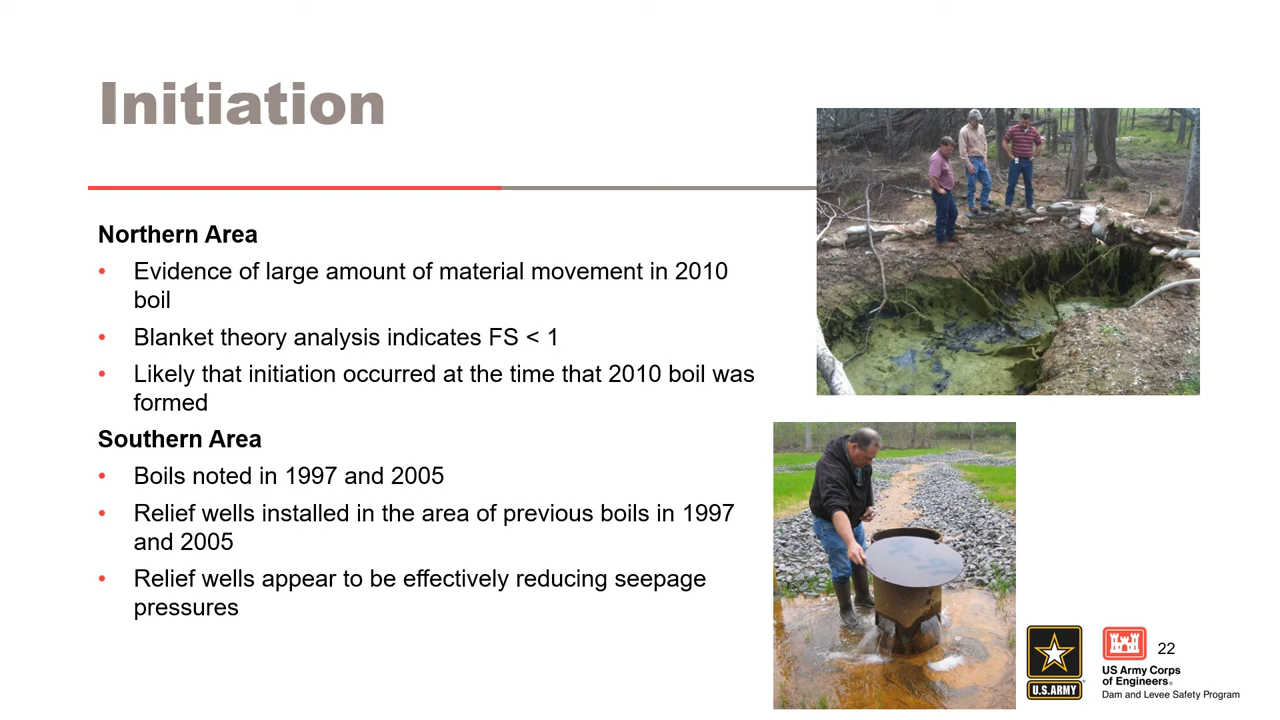 Initiation
Northern Area
• Evidence of large amount of material movement in 2010
boil
• Blanket theory analysis indicates FS < 1
• Likely that initiation occurred at the time that 2010 boil was
formed
Southern Area
• Boils noted in 1997 and 2005
• Relief wells installed in the area of previous boils in 1997
and 2005
• Relief wells appear to be effectively reducing seepage
pressures
U.S.ARMY
22
US Army Corps
of Engineers®
Dam and Levee Safety Program